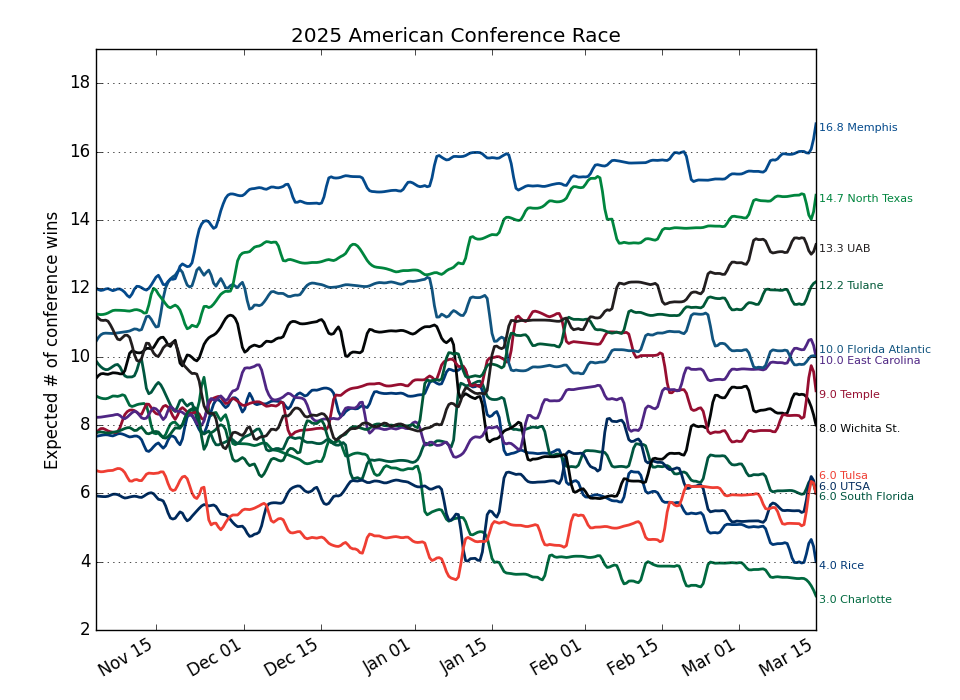 2025 American Conference Race
Expected # of conference wins
18
16
14
12
10
8
6
4
2
Nov 15
Dec 01
Dec 15
Jan 01
Jan 15
Feb 01
Feb 15
Mar 01
Mar 15
16.8 Memphis
14.7 North Texas
13.3 UAB
12.2 Tulane
10.0 Florida Atlantic
10.0 East Carolina
9.0 Temple
8.0 Wichita St.
6.0 Tulsa
6.0 UTSA
6.0 South Florida
4.0 Rice
3.0 Charlotte